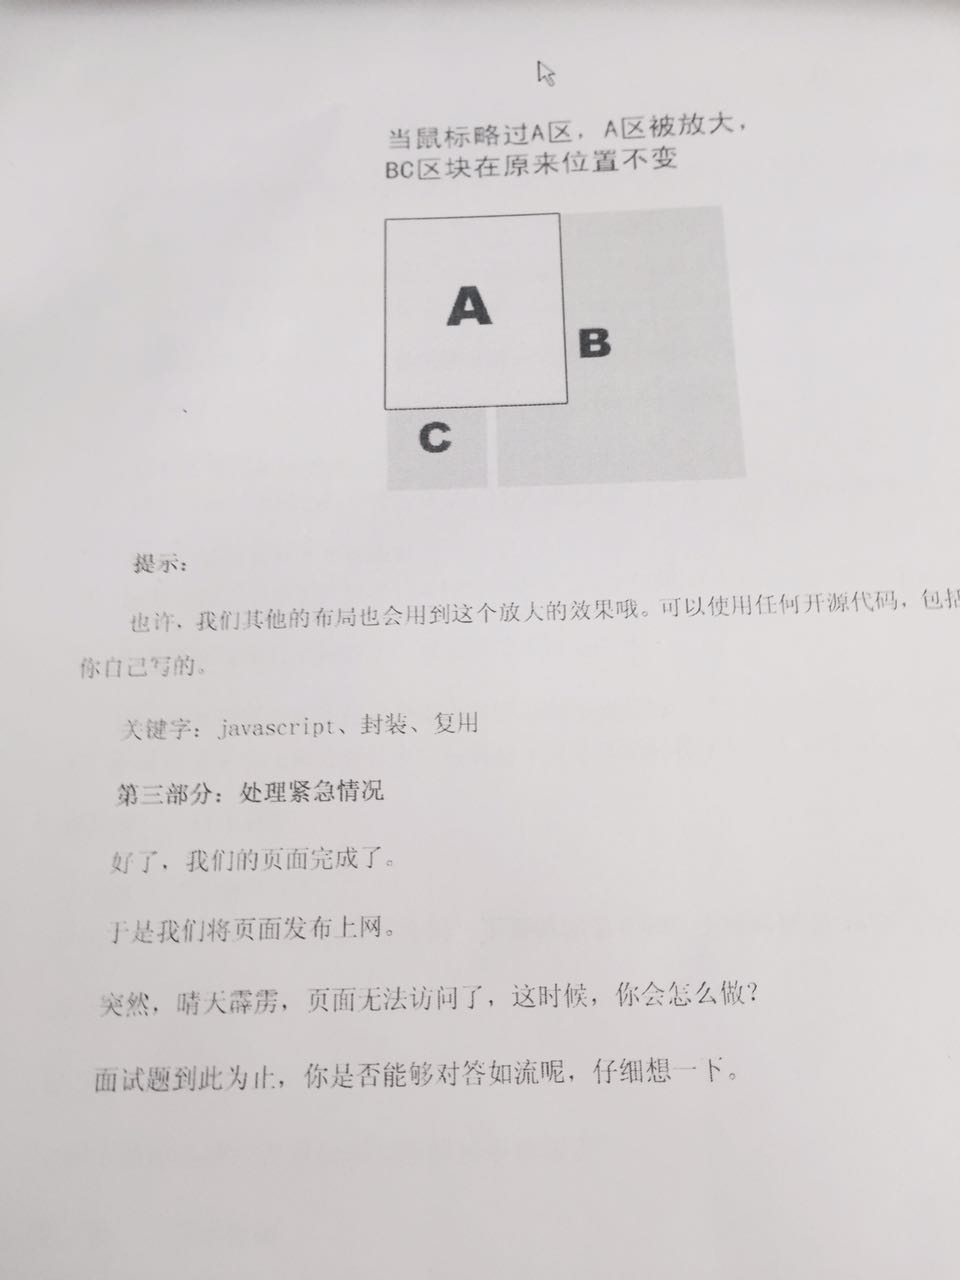 当鼠标略过A区，A区被放大，
BC区块在原来位置不变
A
B
C
提示：
也许，我们其他的布局也会用到这个放大的效果哦。可以使用任何开源代码，包括
你自己写的。
关键字：javascript、封装、复用
第三部分：处理紧急情况
好了，我们的页面完成了。
于是我们将页面发布上网。
突然，晴天霹雳，页面无法访问了，这时候，你会怎么做？
面试题到此为止，你是否能够对答如流呢，仔细想一下。